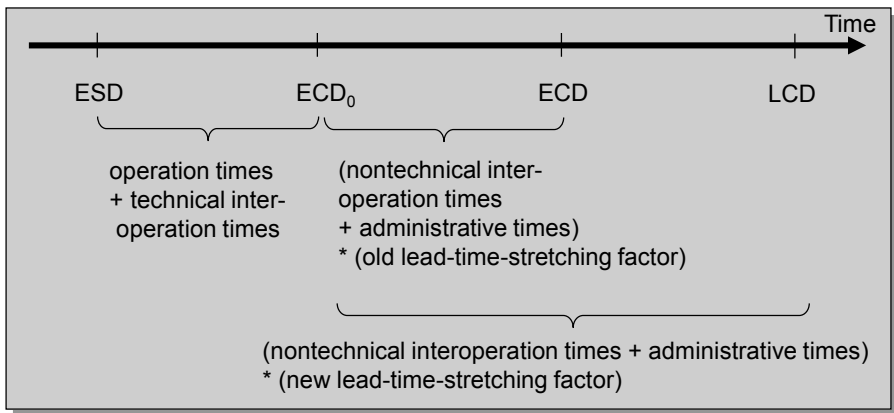 Time
ESD ECD₀ ECD LCD
operation times
+ technical inter-
operation times
(nontechnical inter-
operation times
+ administrative times)
* (old lead-time-stretching factor)
(nontechnical interoperation times + administrative times)
* (new lead-time-stretching factor)